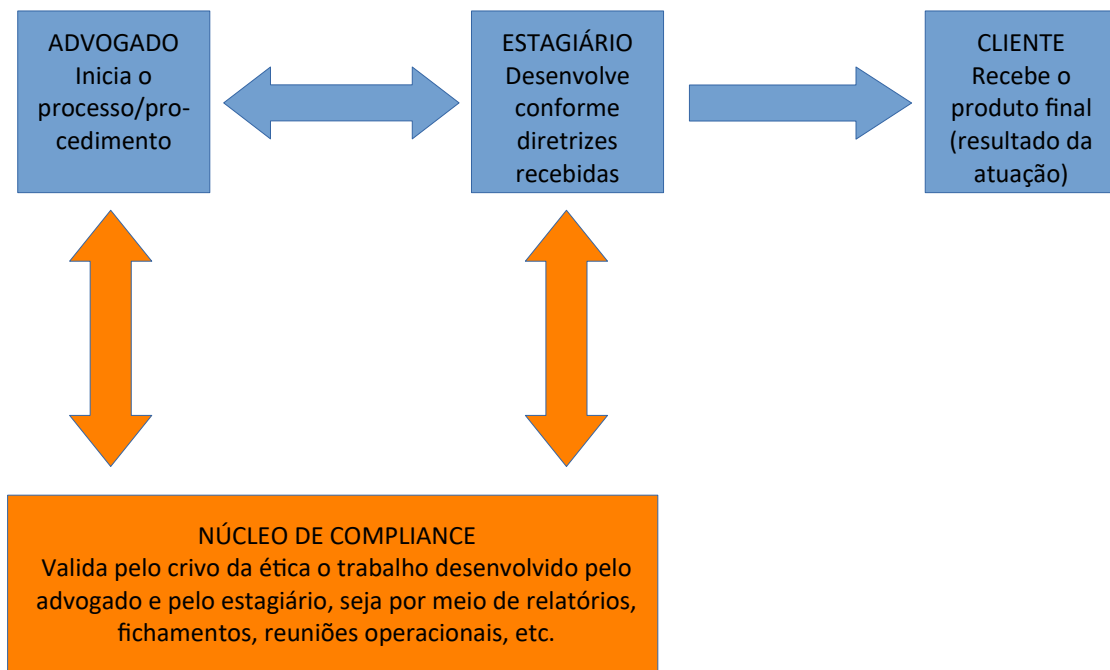 ADVOGADO
Inicia o
processo/pro-
cedimento
ESTAGIÁRIO
Desenvolve
conforme
diretrizes
recebidas
CLIENTE
Recebe o
produto final
(resultado da
atuação)
NÚCLEO DE COMPLIANCE
Valida pelo crivo da ética o trabalho desenvolvido pelo
advogado e pelo estagiário, seja por meio de relatórios,
fichamentos, reuniões operacionais, etc.